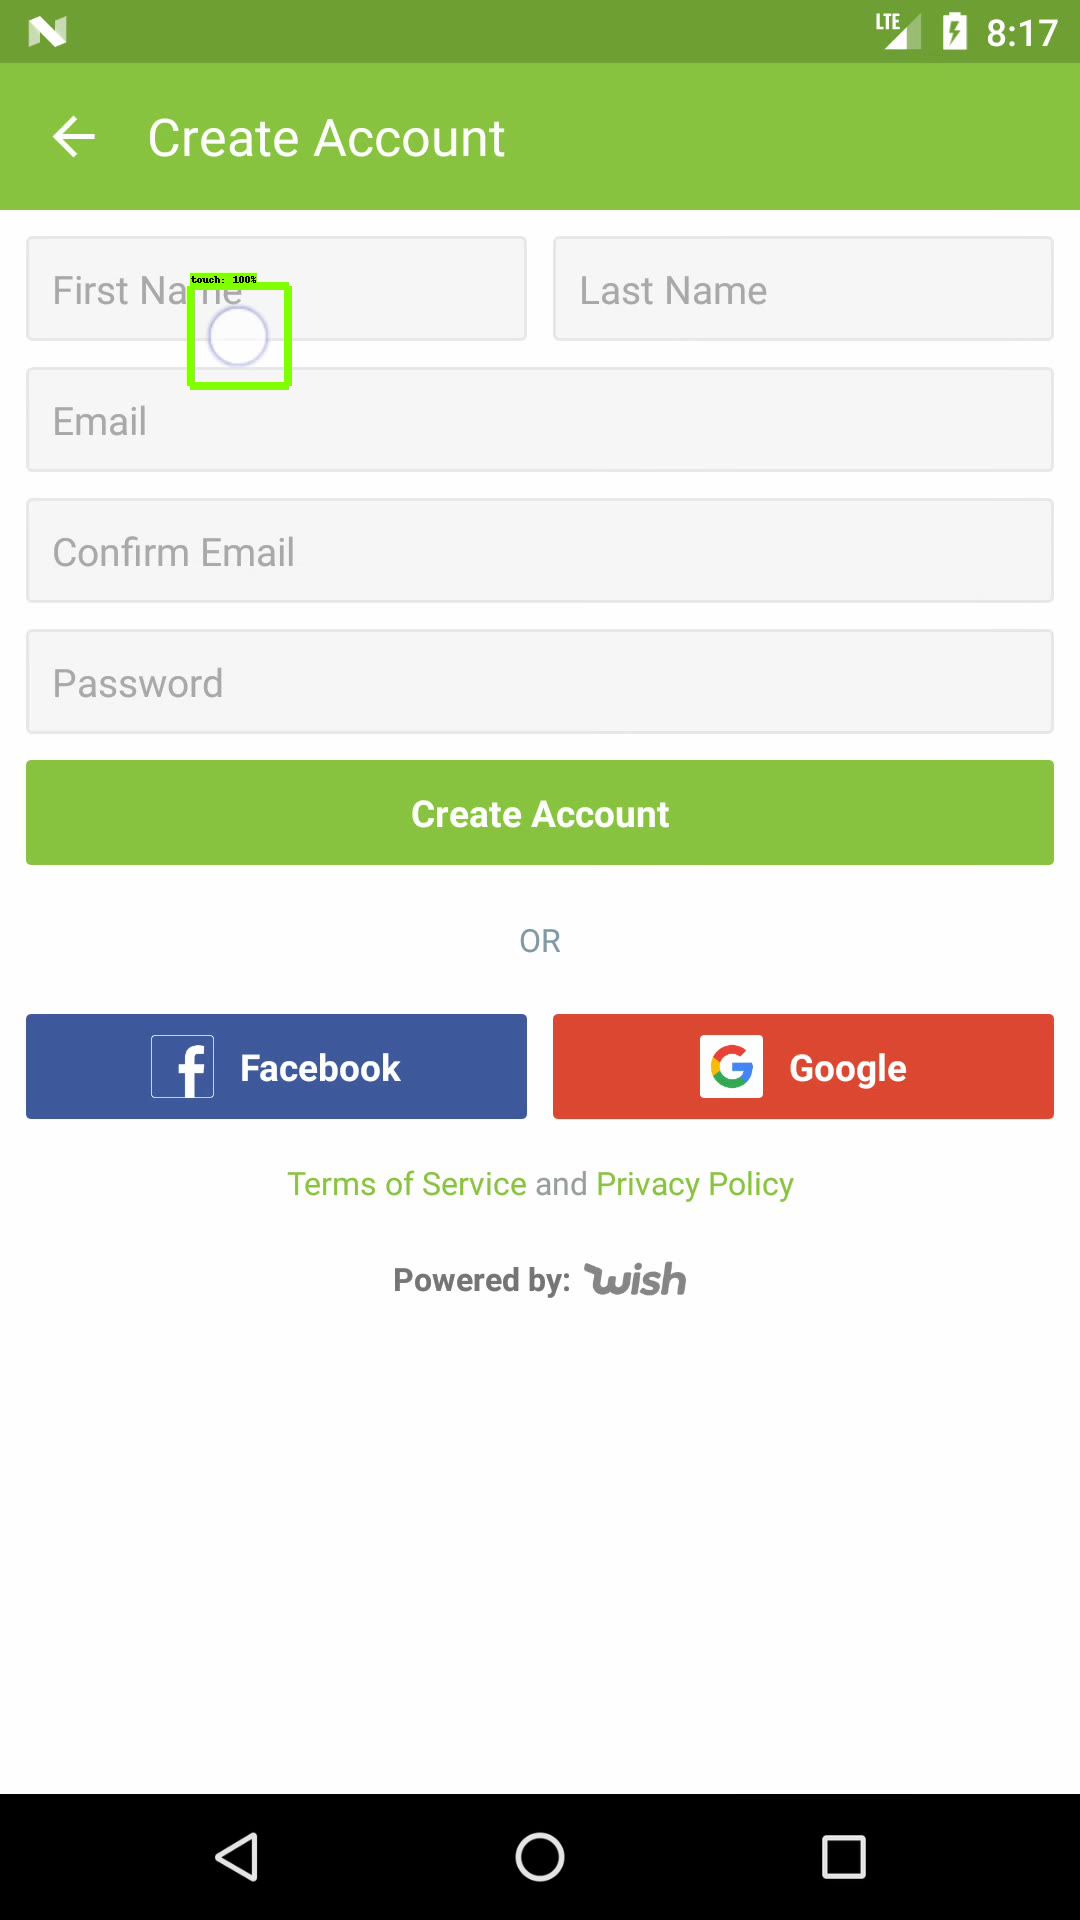 LTE 8:17
Create Account
First Name Last Name
touch: 100%
Email
Confirm Email
Password
Create Account
OR
Facebook Google
Terms of Service and Privacy Policy
Powered by: wish